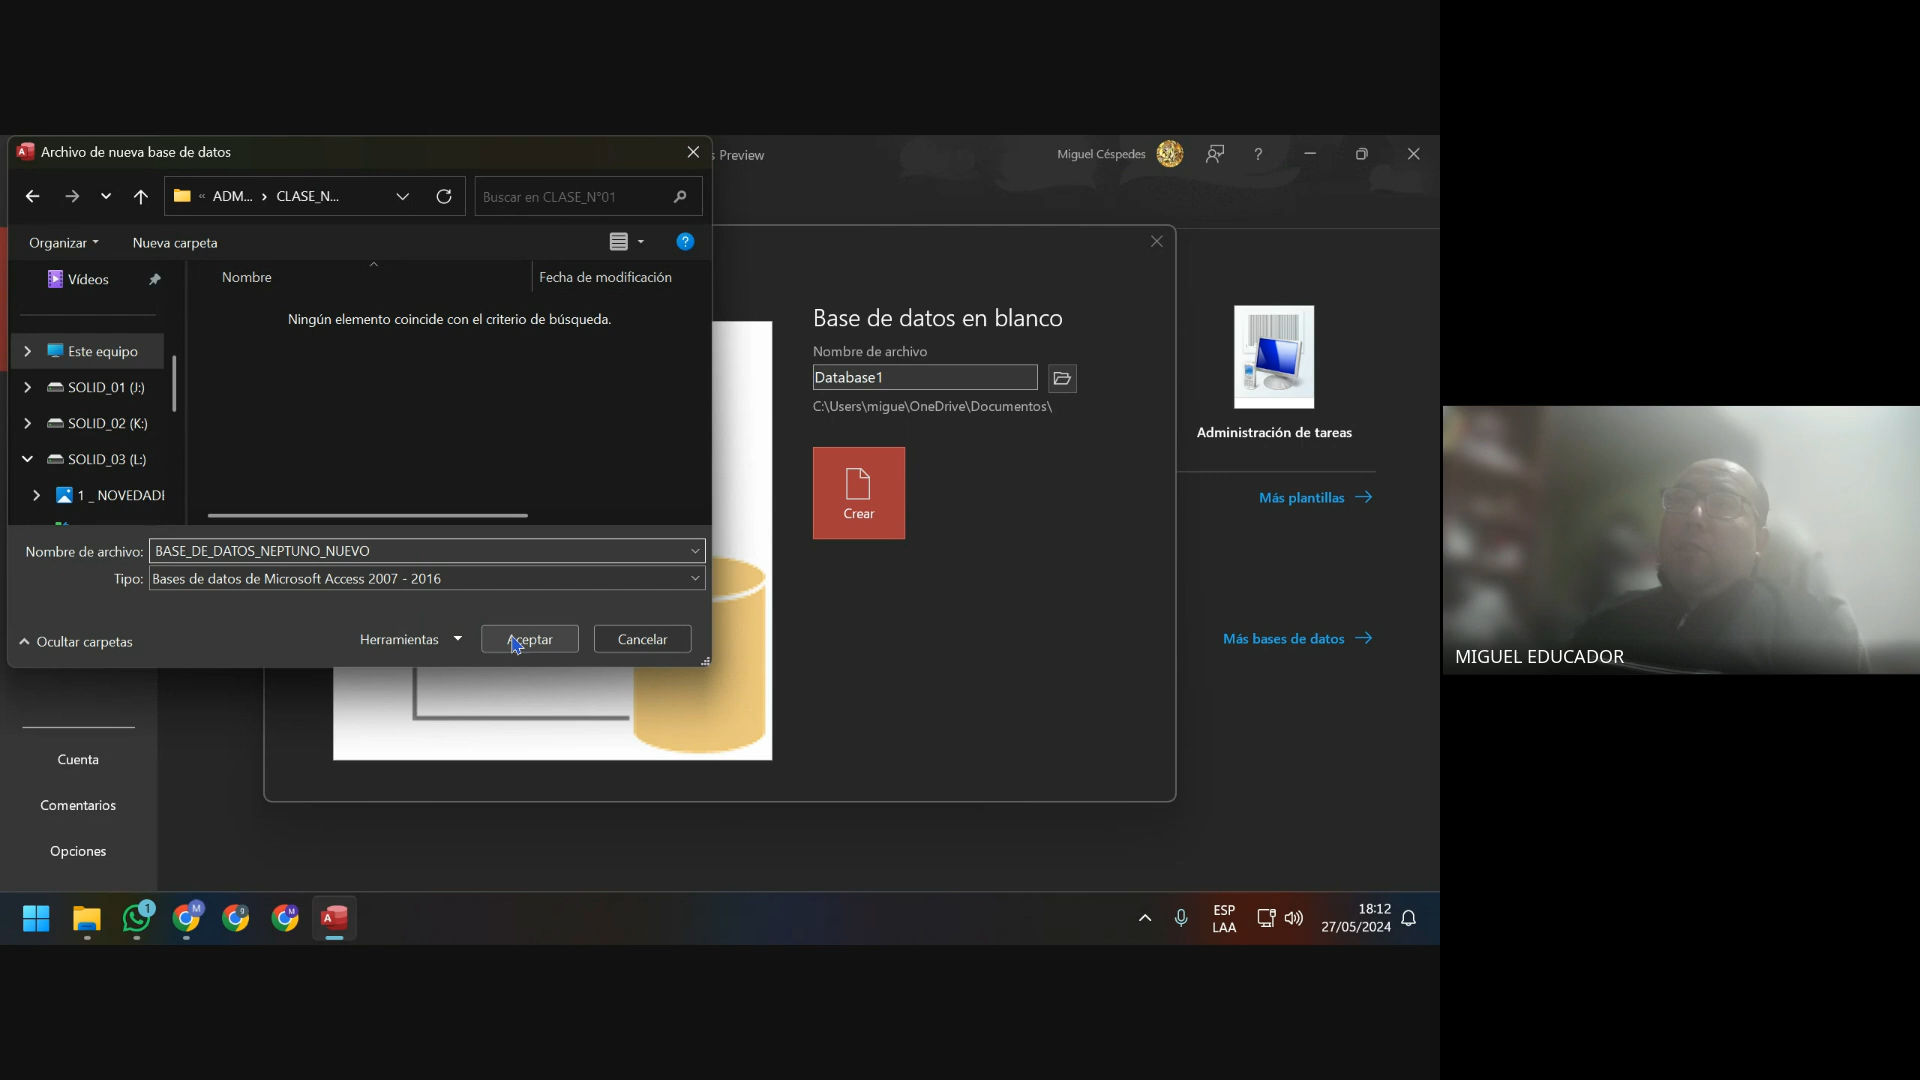 Archivo de nueva base de datos
s Preview
Miguel Céspedes
?
« ADM... > CLASE_N...
Buscar en CLASE_N°01
Organizar
Nueva carpeta
?
Vídeos
Nombre
Fecha de modificación
Ningún elemento coincide con el criterio de búsqueda.
Este equipo
SOLID_01 (J:)
SOLID_02 (K:)
SOLID_03 (L:)
1 _ NOVEDADE
Nombre de archivo: BASE_DE_DATOS_NEPTUNO_NUEVO
Tipo: Bases de datos de Microsoft Access 2007 - 2016
Ocultar carpetas
Herramientas
Aceptar
Cancelar
Base de datos en blanco
Nombre de archivo
Database1
C:\Users\migue\OneDrive\Documentos\
Crear
Administración de tareas
Más plantillas
Más bases de datos
Cuenta
Comentarios
Opciones
1
M
g
M
A
ESP
LAA
18:12
27/05/2024
MIGUEL EDUCADOR